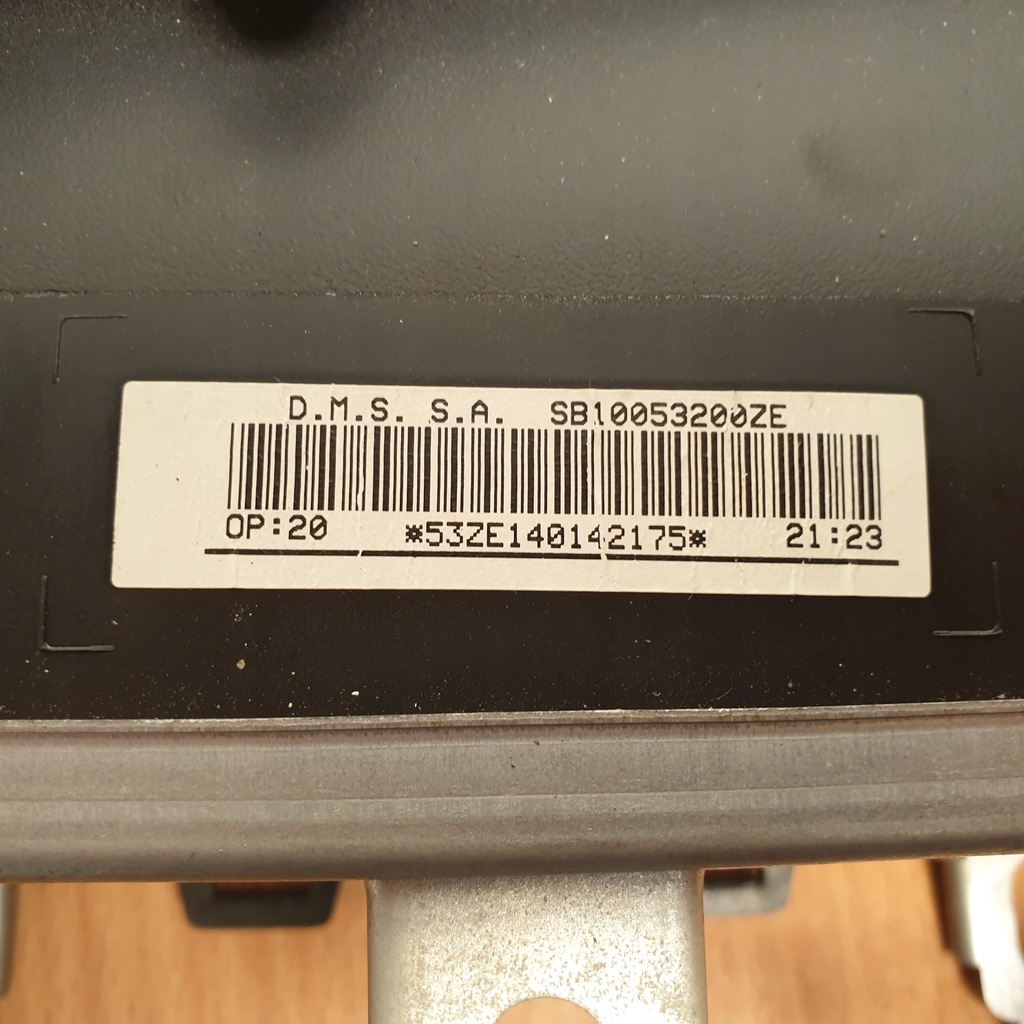 D.M.S. S.A. SB10053200ZE
OP:20 *53ZE140142175* 21:23